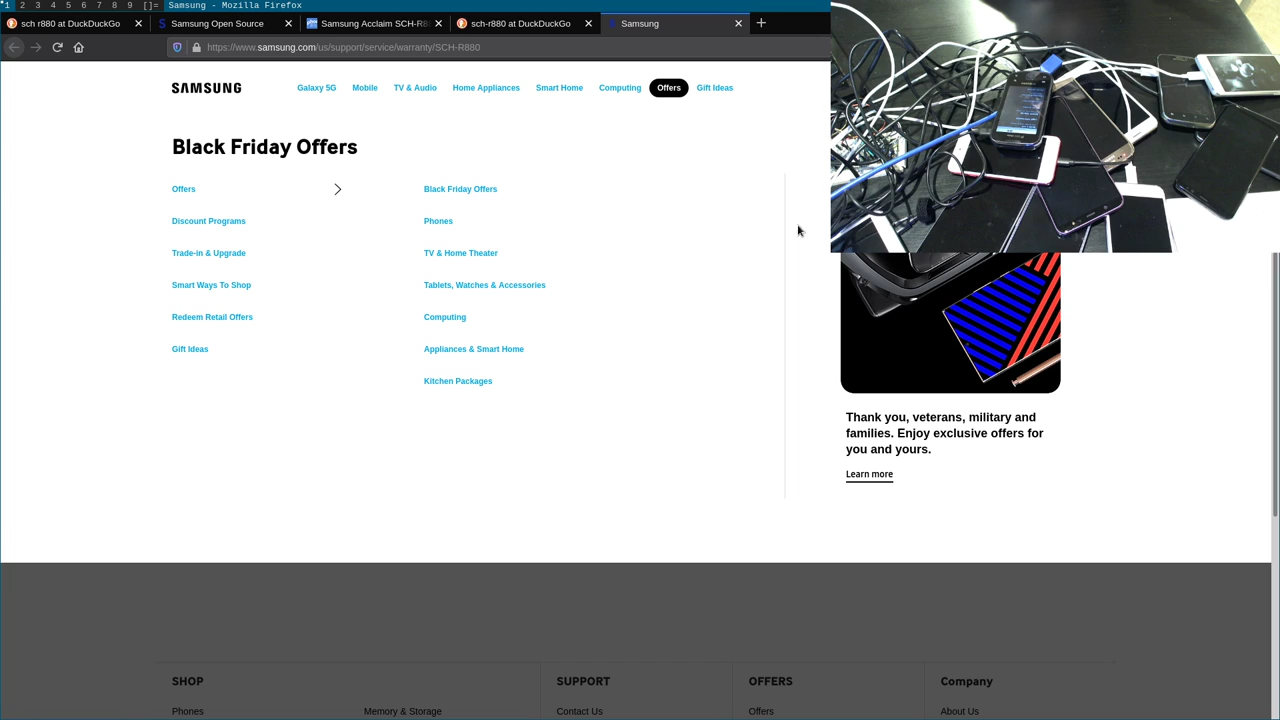 1 2 3 4 5 6 7 8 9 []= Samsung - Mozilla Firefox
sch-r880 at DuckDuckGo Samsung Open Source Samsung Acclaim SCH-R8 sch-r880 at DuckDuckGo Samsung
https://www.samsung.com/us/support/service/warranty/SCH-R880
SAMSUNG Galaxy 5G Mobile TV & Audio Home Appliances Smart Home Computing Offers Gift Ideas
Black Friday Offers
Offers
Discount Programs
Trade-in & Upgrade
Smart Ways To Shop
Redeem Retail Offers
Gift Ideas
Black Friday Offers
Phones
TV & Home Theater
Tablets, Watches & Accessories
Computing
Appliances & Smart Home
Kitchen Packages
Thank you, veterans, military and
families. Enjoy exclusive offers for
you and yours.
Learn more
SHOP SUPPORT OFFERS Company
Phones Memory & Storage Contact Us Offers About Us